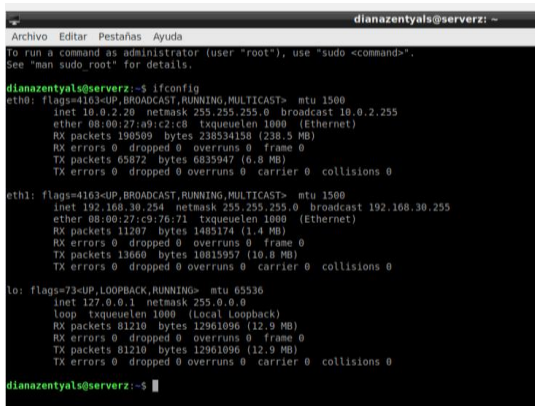 dianazentyals@serverz: ~
Archivo Editar Pestañas Ayuda
To run a command as administrator (user "root"), use "sudo <command>".
See "man sudo_root" for details.
dianazentyals@serverz:~$ ifconfig
eth0: flags=4163<UP,BROADCAST,RUNNING,MULTICAST> mtu 1500
inet 10.0.2.20 netmask 255.255.255.0 broadcast 10.0.2.255
ether 08:00:27:a9:c2:c8 txqueuelen 1000 (Ethernet)
RX packets 190509 bytes 238534158 (238.5 MB)
RX errors 0 dropped 0 overruns 0 frame 0
TX packets 65872 bytes 6835947 (6.8 MB)
TX errors 0 dropped 0 overruns 0 carrier 0 collisions 0
eth1: flags=4163<UP,BROADCAST,RUNNING,MULTICAST> mtu 1500
inet 192.168.30.254 netmask 255.255.255.0 broadcast 192.168.30.255
ether 08:00:27:c9:76:71 txqueuelen 1000 (Ethernet)
RX packets 11207 bytes 1485174 (1.4 MB)
RX errors 0 dropped 0 overruns 0 frame 0
TX packets 13660 bytes 10815957 (10.8 MB)
TX errors 0 dropped 0 overruns 0 carrier 0 collisions 0
lo: flags=73<UP,LOOPBACK,RUNNING> mtu 65536
inet 127.0.0.1 netmask 255.0.0.0
loop txqueuelen 1000 (Local Loopback)
RX packets 81210 bytes 12961096 (12.9 MB)
RX errors 0 dropped 0 overruns 0 frame 0
TX packets 81210 bytes 12961096 (12.9 MB)
TX errors 0 dropped 0 overruns 0 carrier 0 collisions 0
dianazentyals@serverz:~$